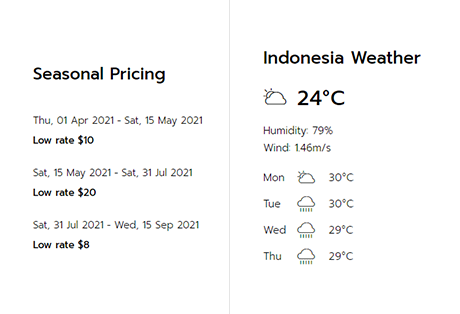 Seasonal Pricing
Thu, 01 Apr 2021 - Sat, 15 May 2021
Low rate $10
Sat, 15 May 2021 - Sat, 31 Jul 2021
Low rate $20
Sat, 31 Jul 2021 - Wed, 15 Sep 2021
Low rate $8
Indonesia Weather
24°C
Humidity: 79%
Wind: 1.46m/s
Mon 30°C
Tue 30°C
Wed 29°C
Thu 29°C